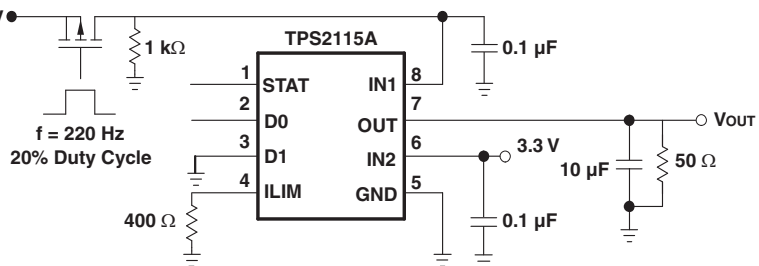 V
1 kΩ
TPS2115A
0.1 µF
f = 220 Hz
20% Duty Cycle
1
STAT
IN1
8
2
D0
OUT
7
3
D1
IN2
6
4
ILIM
GND
5
400 Ω
3.3 V
0.1 µF
10 µF
50 Ω
VOUT